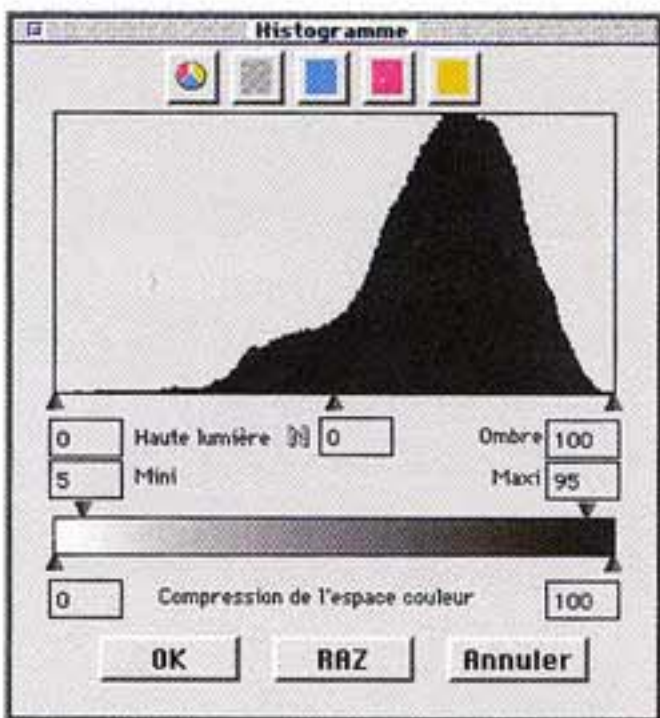 Histogramme
0 Haute lumière 0 Ombre 100
5 Mini Maxi 95
0 Compression de l'espace couleur 100
OK RAZ Annuler